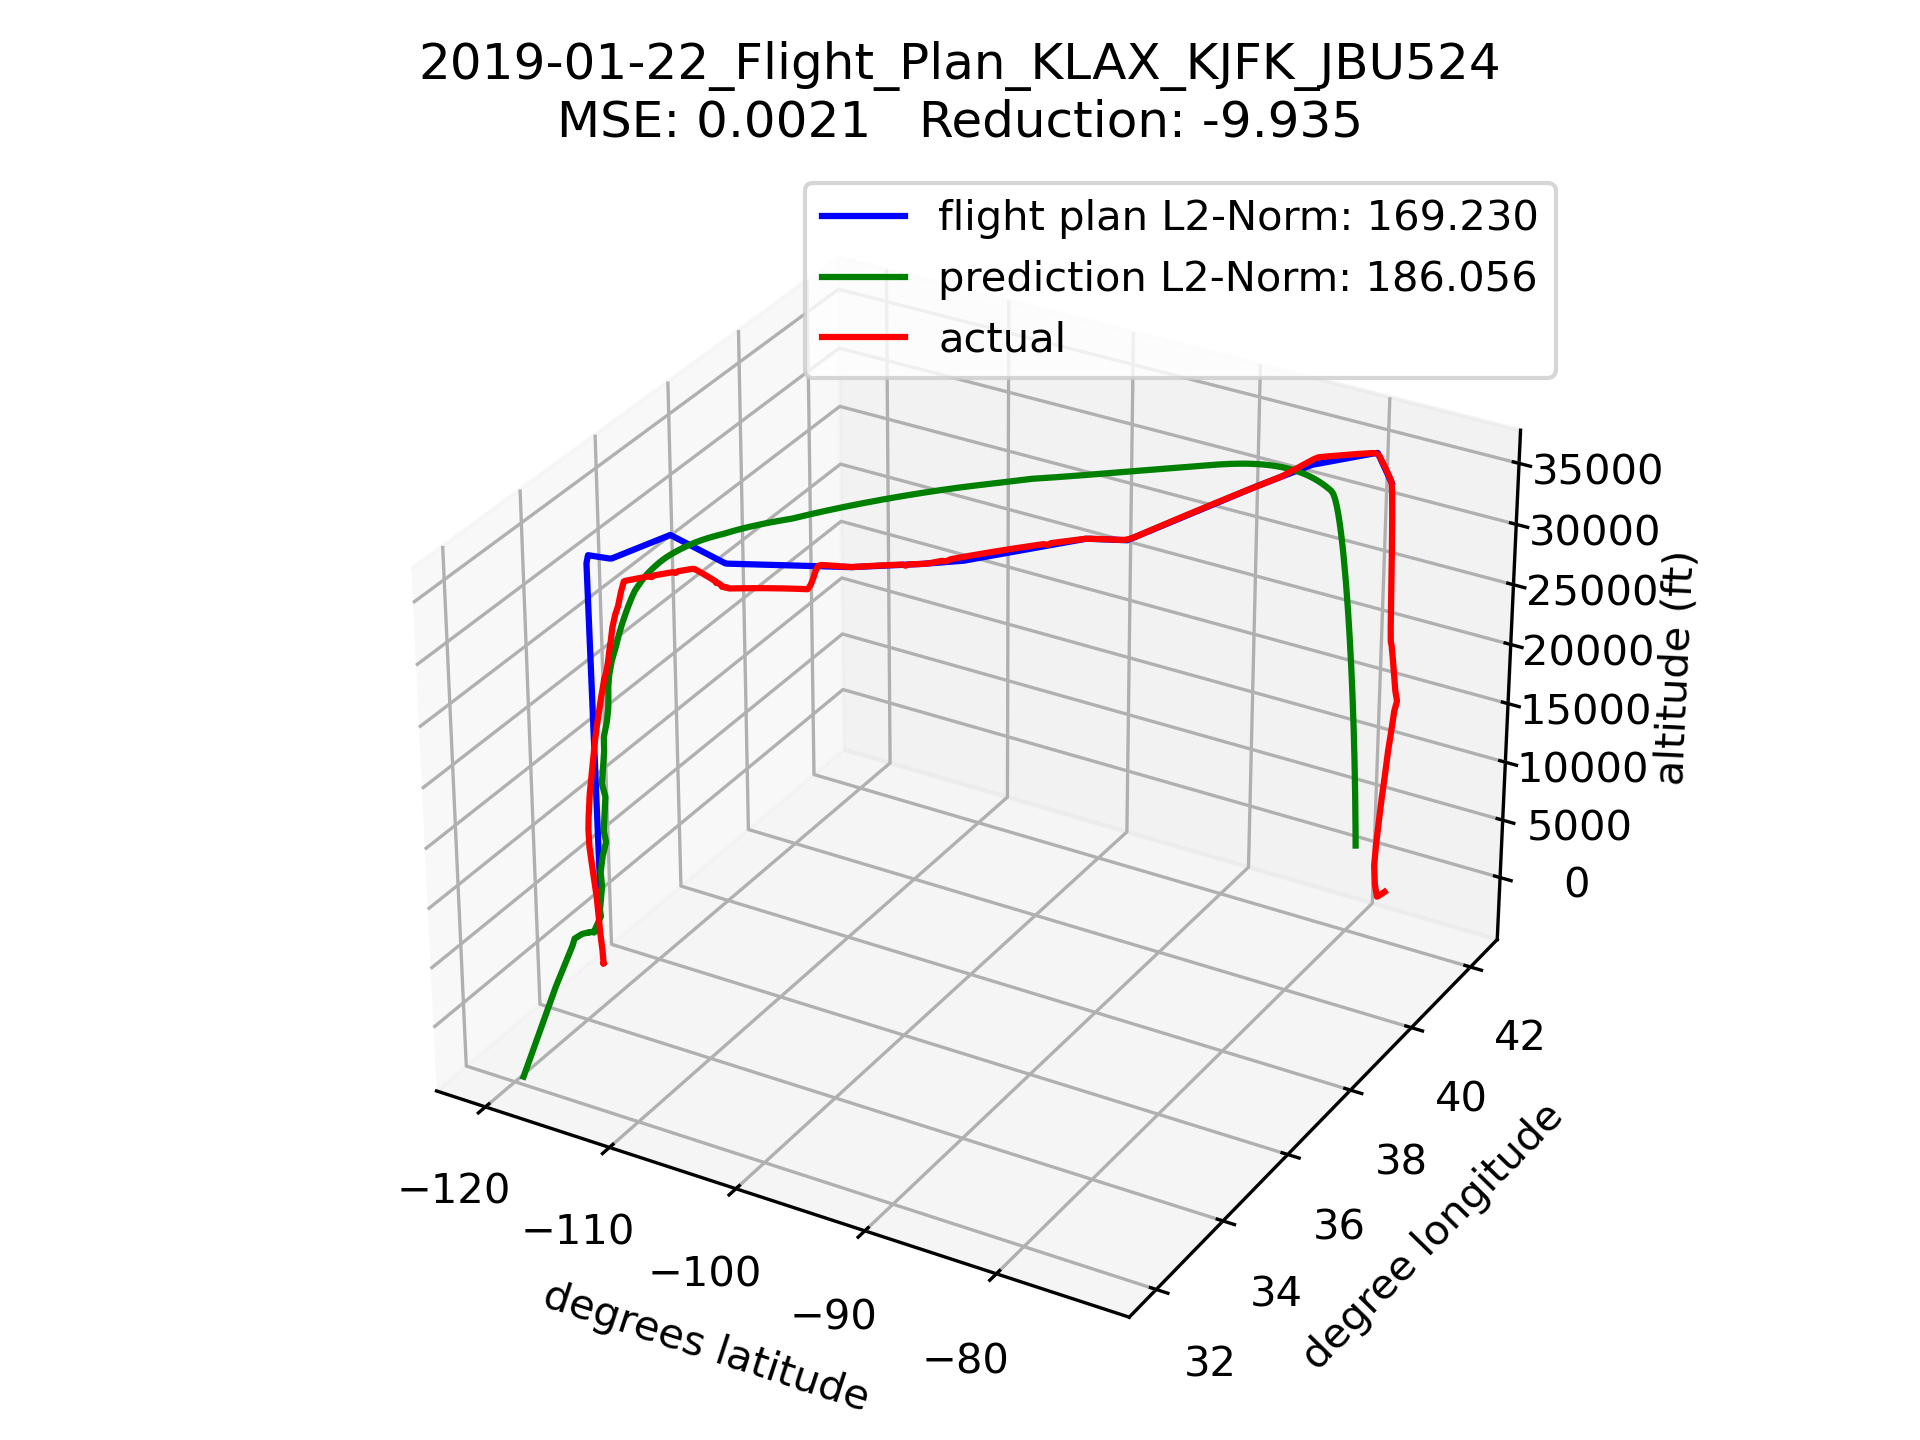 2019-01-22_Flight_Plan_KLAX_KJFK_JBU524
MSE: 0.0021   Reduction: -9.935
flight plan L2-Norm: 169.230
prediction L2-Norm: 186.056
actual
35000
30000
25000
20000
15000
10000
5000
0
altitude (ft)
42
40
38
36
34
32
degree longitude
−120
−110
−100
−90
−80
degrees latitude